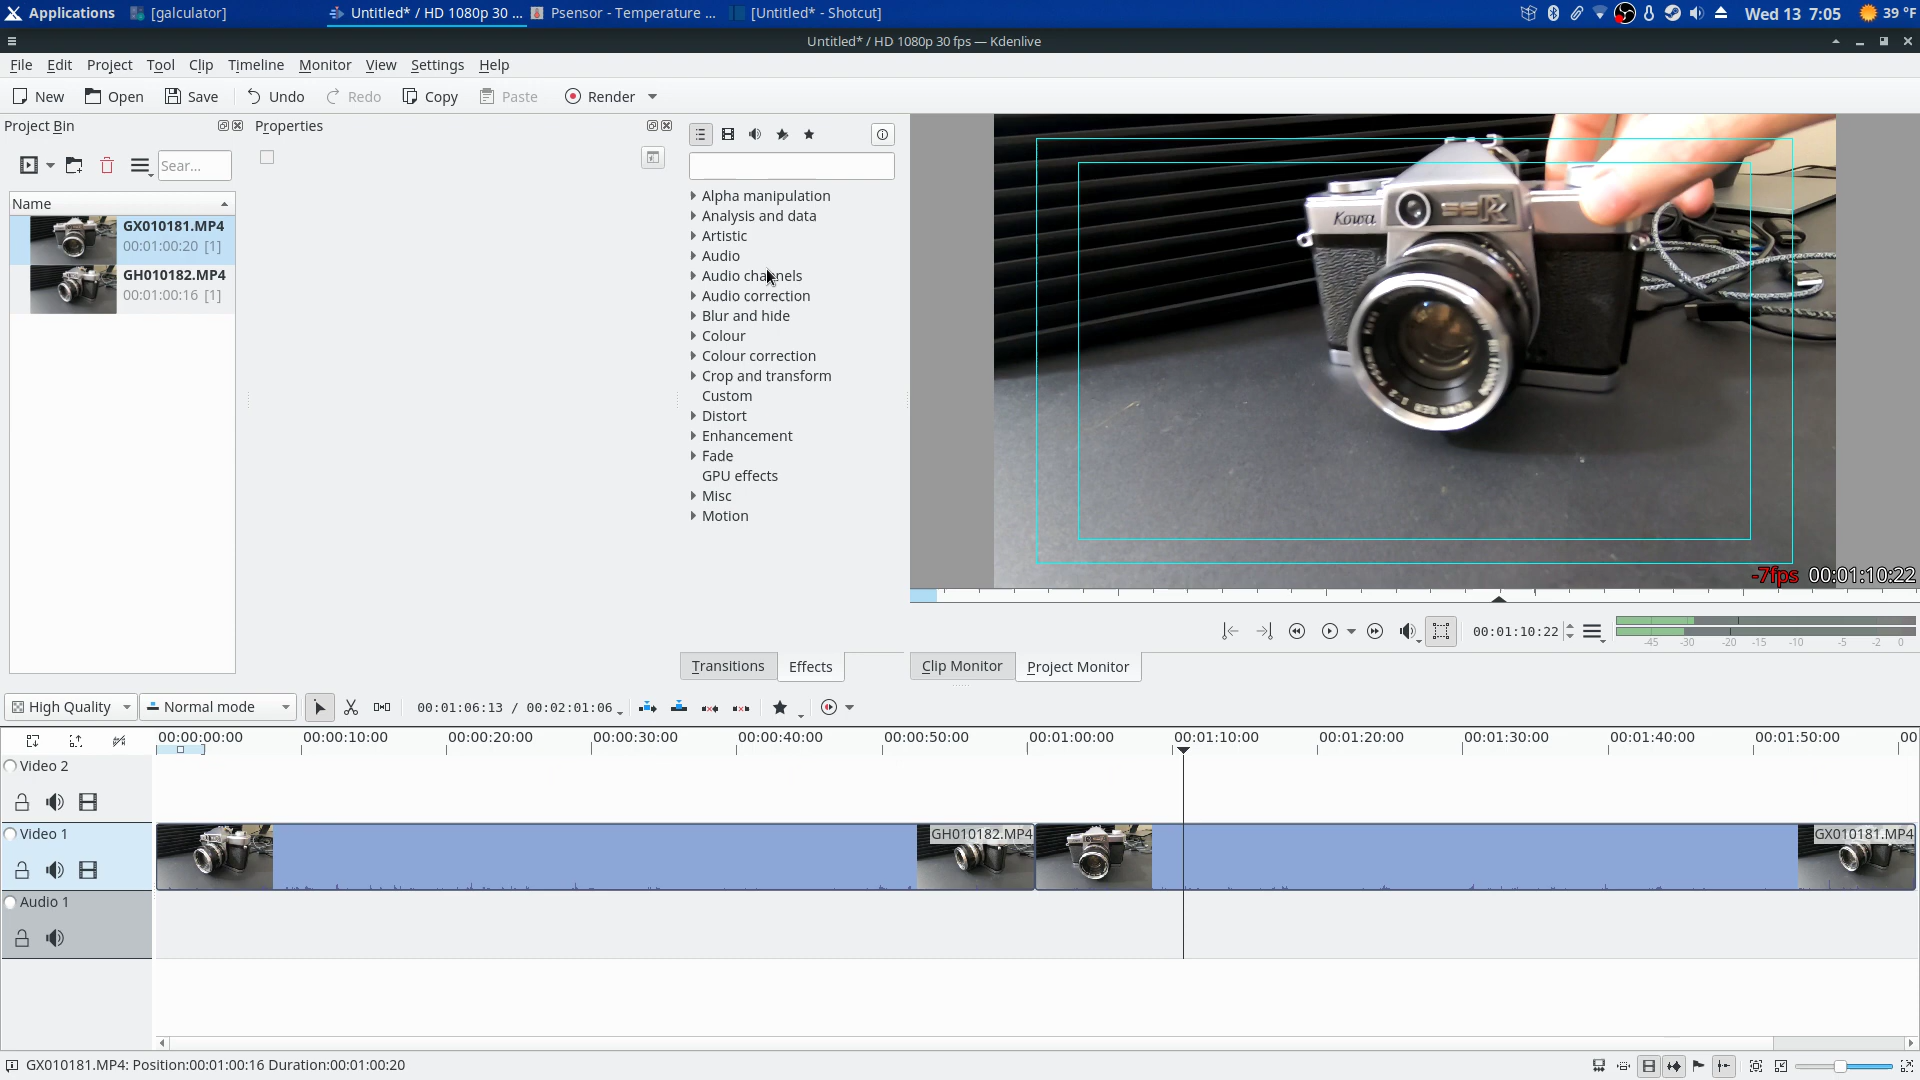 Applications [galculator] Untitled* / HD 1080p 30 ... Psensor - Temperature ... [Untitled* - Shotcut] Wed 13 7:05 39 °F
Untitled* / HD 1080p 30 fps — Kdenlive
File Edit Project Tool Clip Timeline Monitor View Settings Help
New Open Save Undo Redo Copy Paste Render
Project Bin
Properties
Sear...
Name
GX010181.MP4
00:01:00:20 [1]
GH010182.MP4
00:01:00:16 [1]
Alpha manipulation
Analysis and data
Artistic
Audio
Audio channels
Audio correction
Blur and hide
Colour
Colour correction
Crop and transform
Custom
Distort
Enhancement
Fade
GPU effects
Misc
Motion
Kowa SER
-7fps 00:01:10:22
00:01:10:22
-45 -30 -20 -15 -10 -5 -2 0
Transitions Effects Clip Monitor Project Monitor
High Quality Normal mode 00:01:06:13 / 00:02:01:06
00:00:00:00 00:00:10:00 00:00:20:00 00:00:30:00 00:00:40:00 00:00:50:00 00:01:00:00 00:01:10:00 00:01:20:00 00:01:30:00 00:01:40:00 00:01:50:00 00
Video 2
Video 1
GH010182.MP4 GX010181.MP4
Audio 1
GX010181.MP4: Position:00:01:00:16 Duration:00:01:00:20